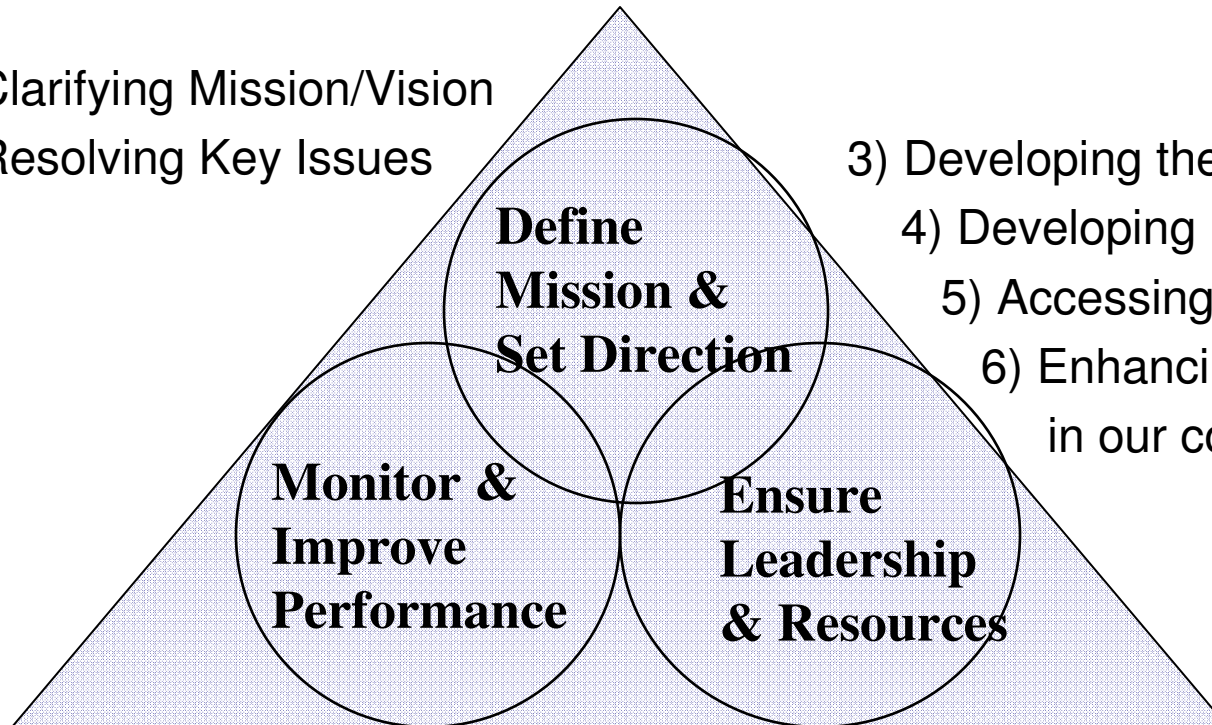 Clarifying Mission/Vision
Resolving Key Issues
Define
Mission &
Set Direction
3) Developing the
4) Developing
5) Accessing
6) Enhanci
in our co
Monitor &
Improve
Performance
Ensure
Leadership
& Resources